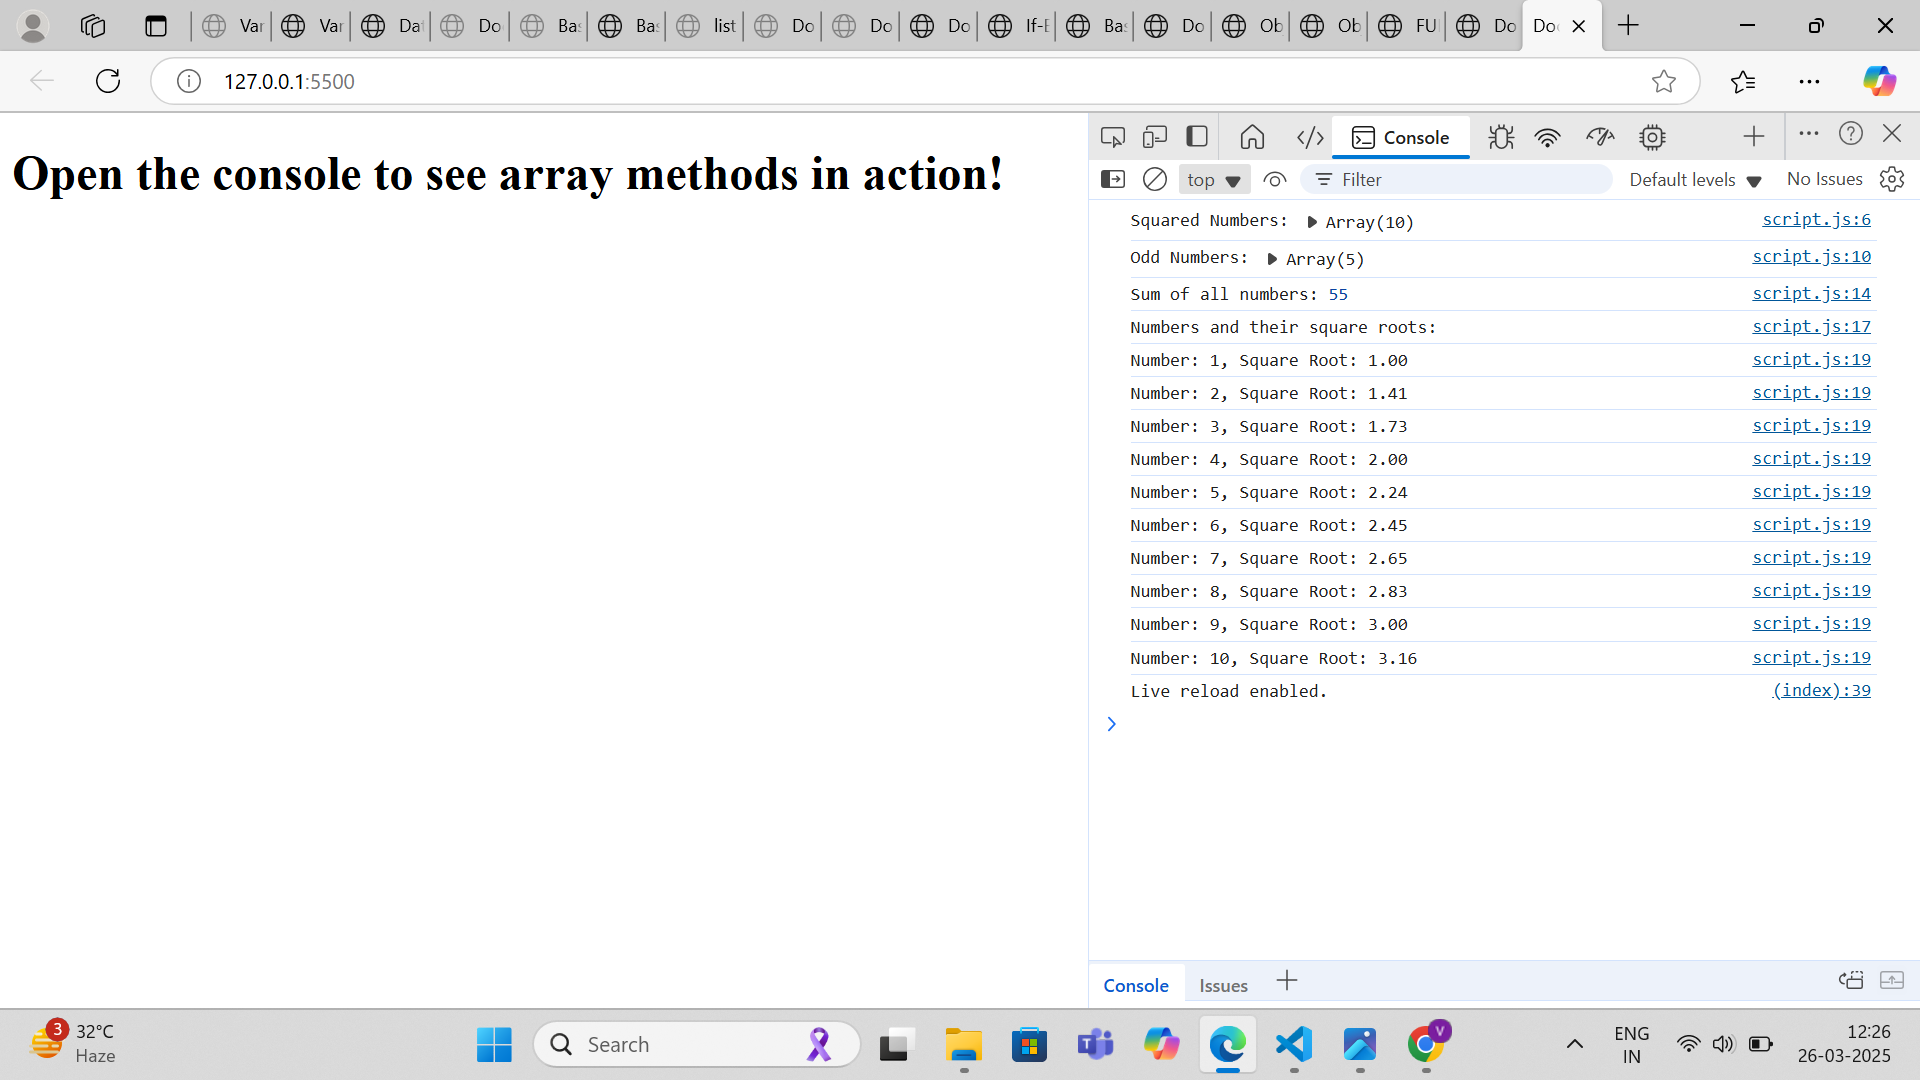 Var
Var
Dat
Do
Bas
Bas
list
Do
Do
Do
If-E
Bas
Do
Ob
Ob
FU
Do
Do
127.0.0.1:5500
Open the console to see array methods in action!
Console
top
Filter
Default levels
No Issues
Squared Numbers: Array(10) script.js:6
Odd Numbers: Array(5) script.js:10
Sum of all numbers: 55 script.js:14
Numbers and their square roots: script.js:17
Number: 1, Square Root: 1.00 script.js:19
Number: 2, Square Root: 1.41 script.js:19
Number: 3, Square Root: 1.73 script.js:19
Number: 4, Square Root: 2.00 script.js:19
Number: 5, Square Root: 2.24 script.js:19
Number: 6, Square Root: 2.45 script.js:19
Number: 7, Square Root: 2.65 script.js:19
Number: 8, Square Root: 2.83 script.js:19
Number: 9, Square Root: 3.00 script.js:19
Number: 10, Square Root: 3.16 script.js:19
Live reload enabled. (index):39
Console
Issues
3
32°C
Haze
Search
V
ENG
IN
12:26
26-03-2025